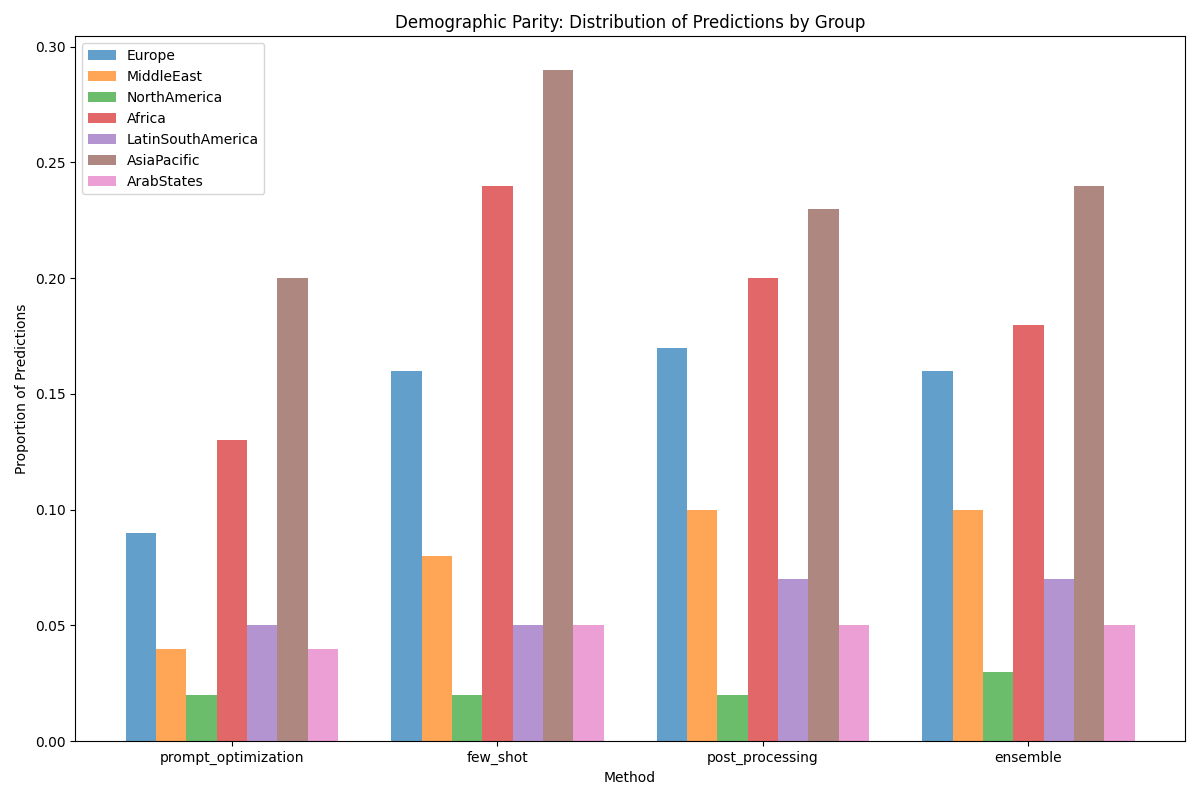 Demographic Parity: Distribution of Predictions by Group
Europe
MiddleEast
NorthAmerica
Africa
LatinSouthAmerica
AsiaPacific
ArabStates
Proportion of Predictions
0.30
0.25
0.20
0.15
0.10
0.05
0.00
prompt_optimization
few_shot
post_processing
ensemble
Method